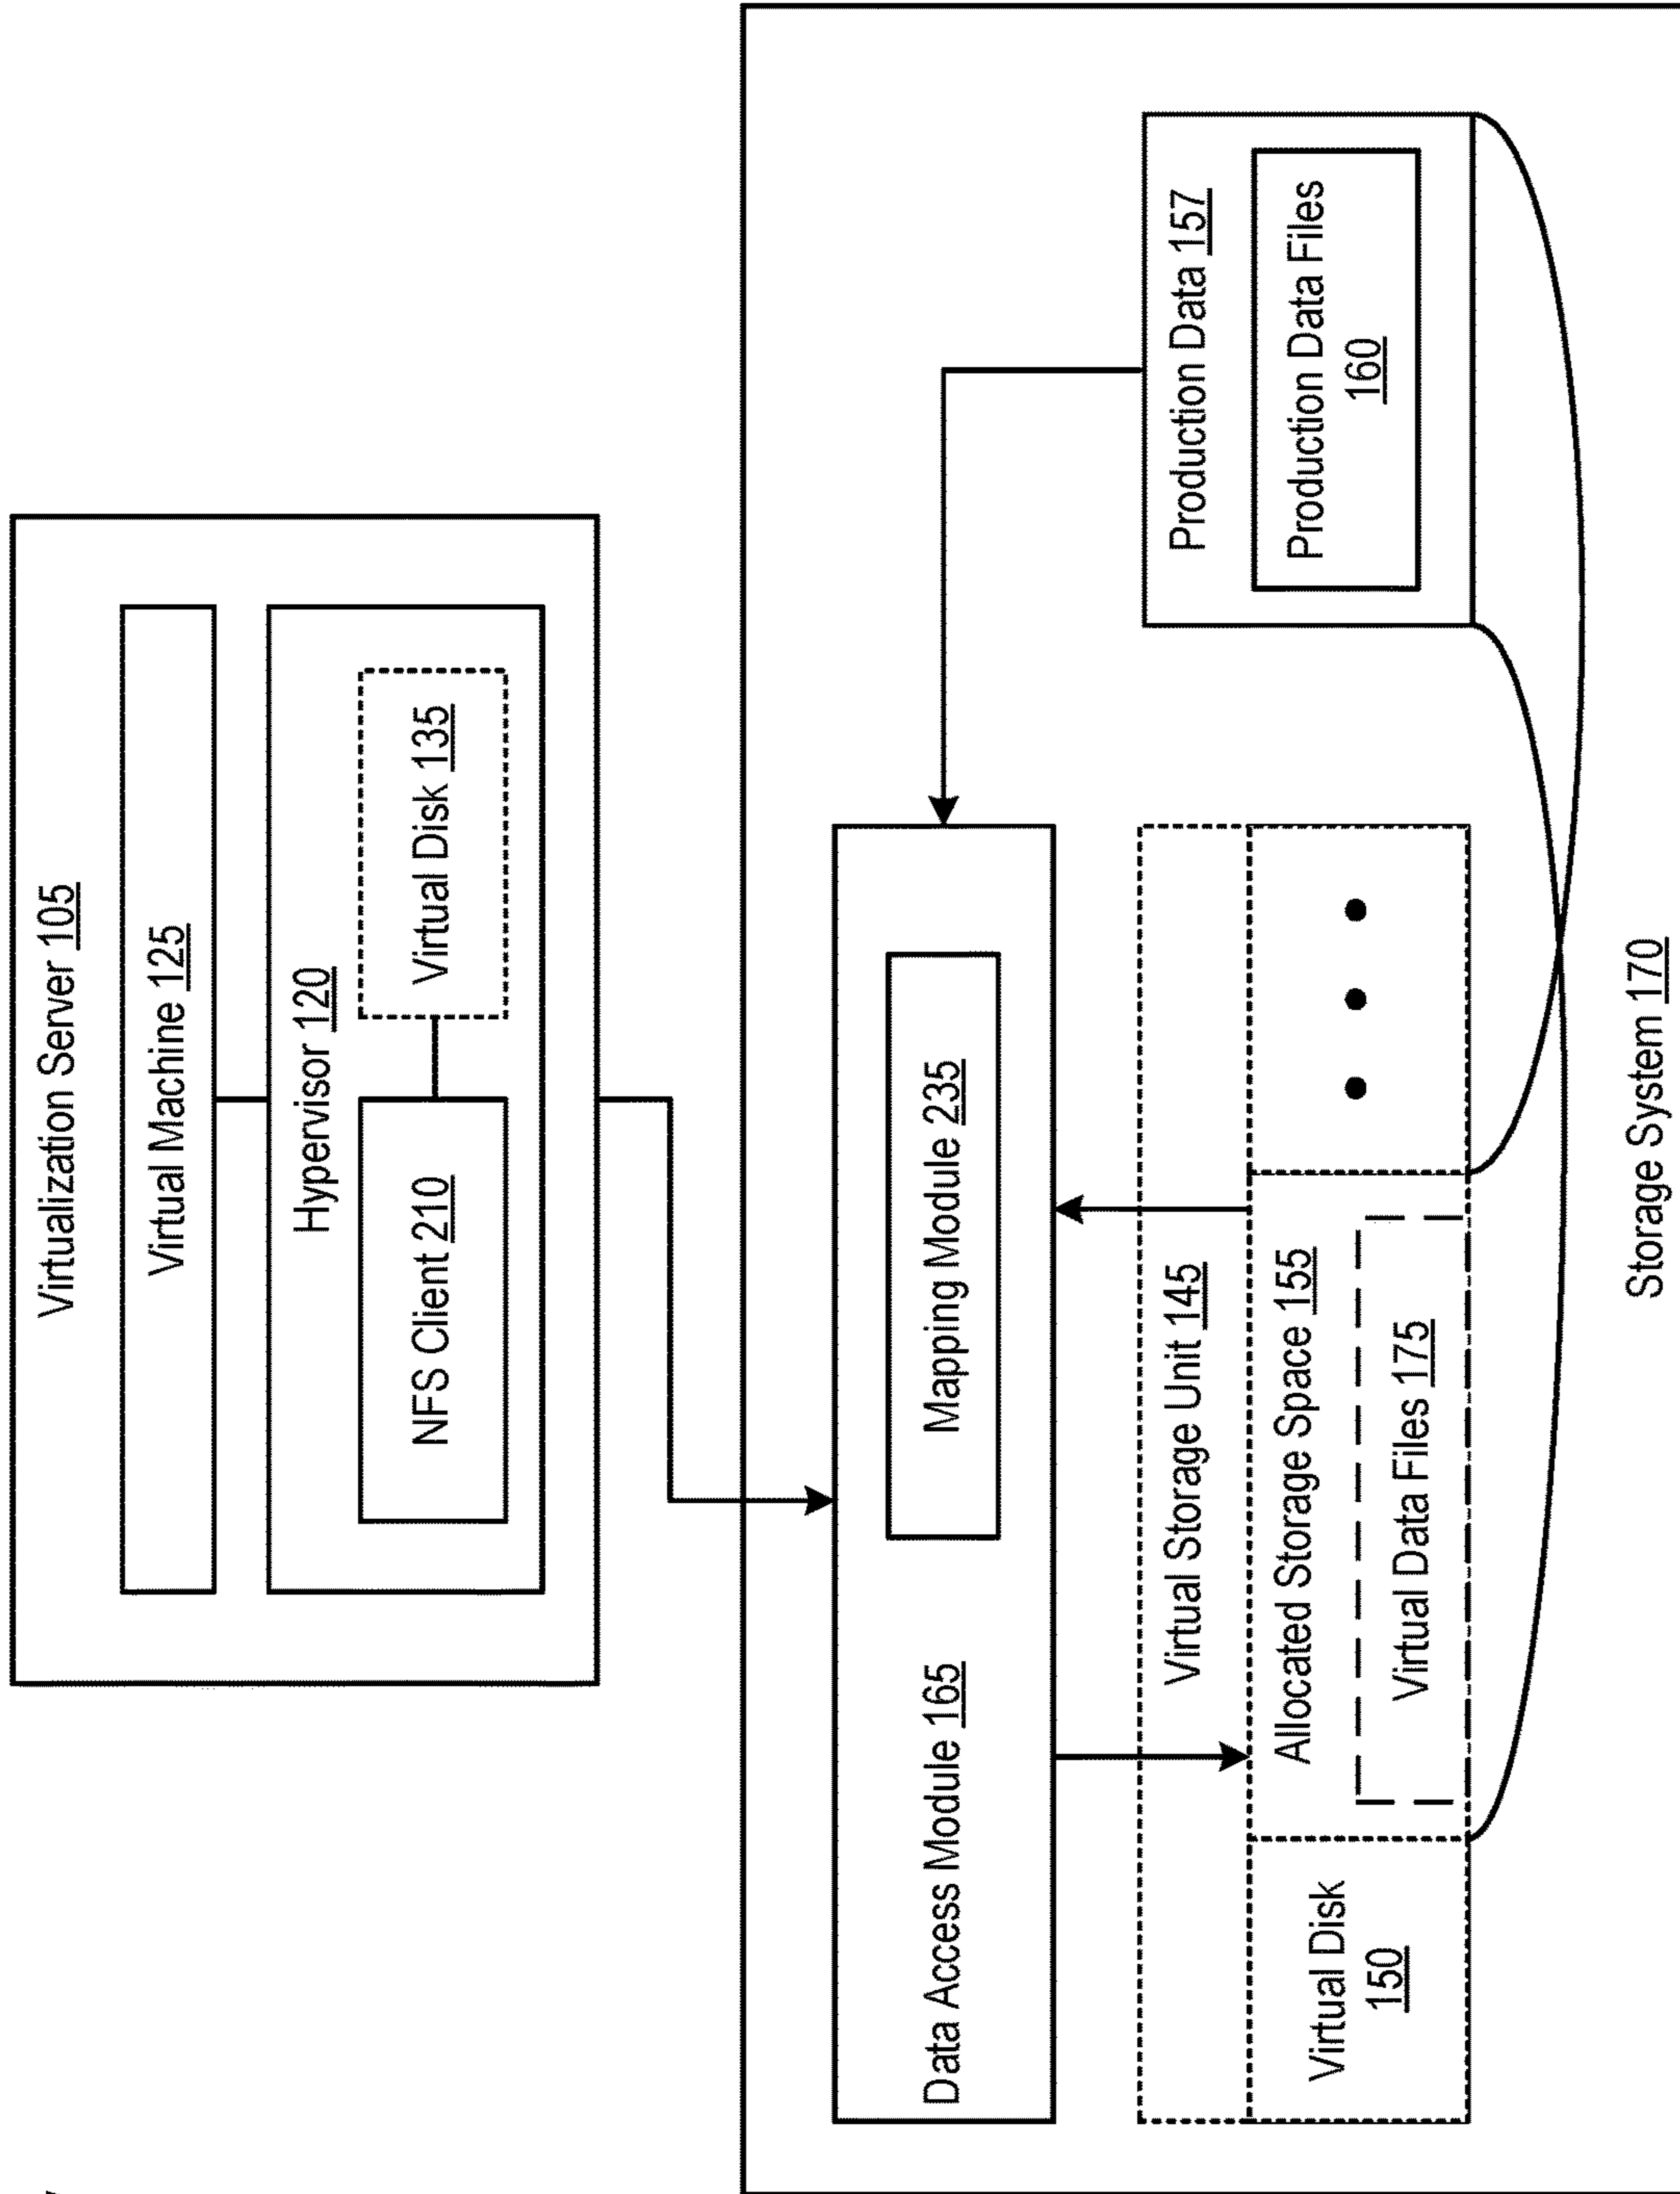 Virtualization Server 105
Virtual Machine 125
Hypervisor 120
NFS Client 210
Virtual Disk 135
Data Access Module 165
Mapping Module 235
Virtual Storage Unit 145
Production Data 157
Virtual Disk
150
Allocated Storage Space 155
Virtual Data Files 175
Production Data Files
160
Storage System 170